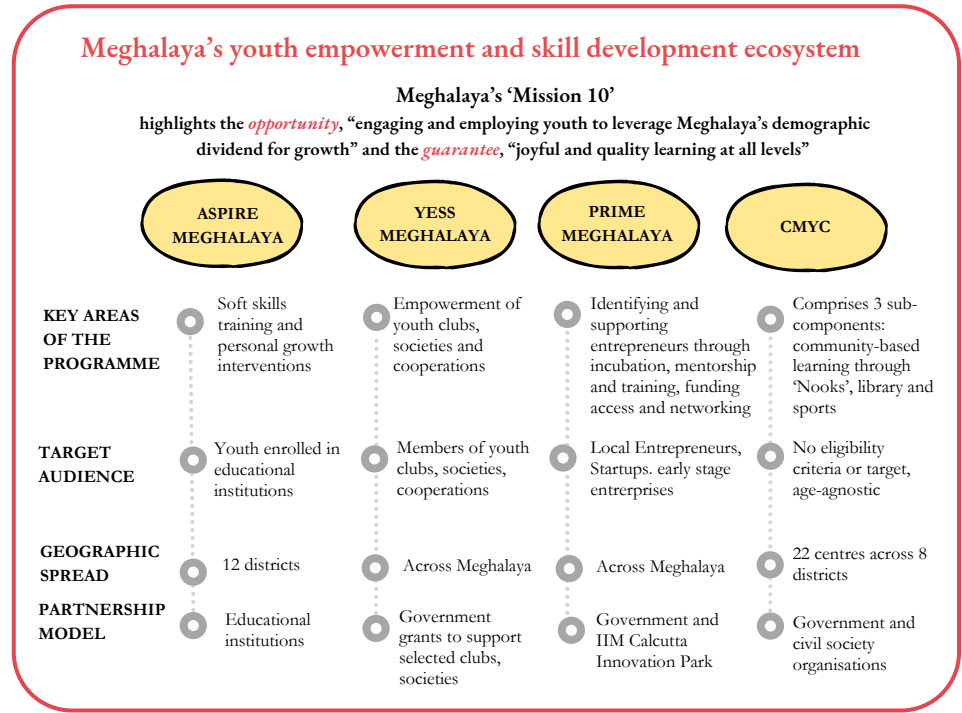 Meghalaya’s youth empowerment and skill development ecosystem
Meghalaya’s ‘Mission 10’
highlights the opportunity, “engaging and employing youth to leverage Meghalaya’s demographic
dividend for growth” and the guarantee, “joyful and quality learning at all levels”
ASPIRE
MEGHALAYA
YESS
MEGHALAYA
PRIME
MEGHALAYA
CMYC
KEY AREAS
OF THE
PROGRAMME
Soft skills
training and
personal growth
interventions
Empowerment of
youth clubs,
societies and
cooperations
Identifying and
supporting
entrepreneurs through
incubation, mentorship
and training, funding
access and networking
Comprises 3 sub-
components:
community-based
learning through
‘Nooks’, library and
sports
TARGET
AUDIENCE
Youth enrolled in
educational
institutions
Members of youth
clubs, societies,
cooperations
Local Entrepreneurs,
Startups. early stage
entrerprises
No eligibility
criteria or target,
age-agnostic
GEOGRAPHIC
SPREAD
12 districts
Across Meghalaya
Across Meghalaya
22 centres across 8
districts
PARTNERSHIP
MODEL
Educational
institutions
Government
grants to support
selected clubs,
societies
Government and
IIM Calcutta
Innovation Park
Government and
civil society
organisations